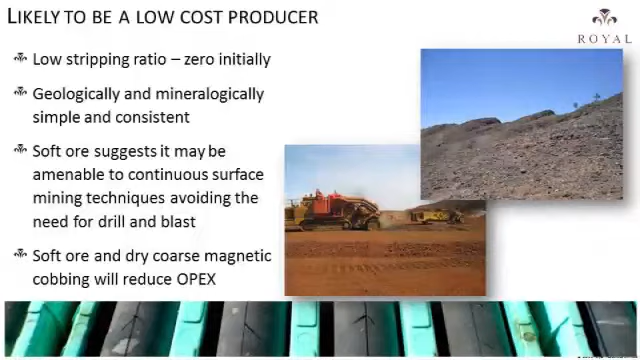 LIKELY TO BE A LOW COST PRODUCER
ROYAL
Low stripping ratio – zero initially
Geologically and mineralogically
simple and consistent
Soft ore suggests it may be
amenable to continuous surface
mining techniques avoiding the
need for drill and blast
Soft ore and dry coarse magnetic
cobbing will reduce OPEX